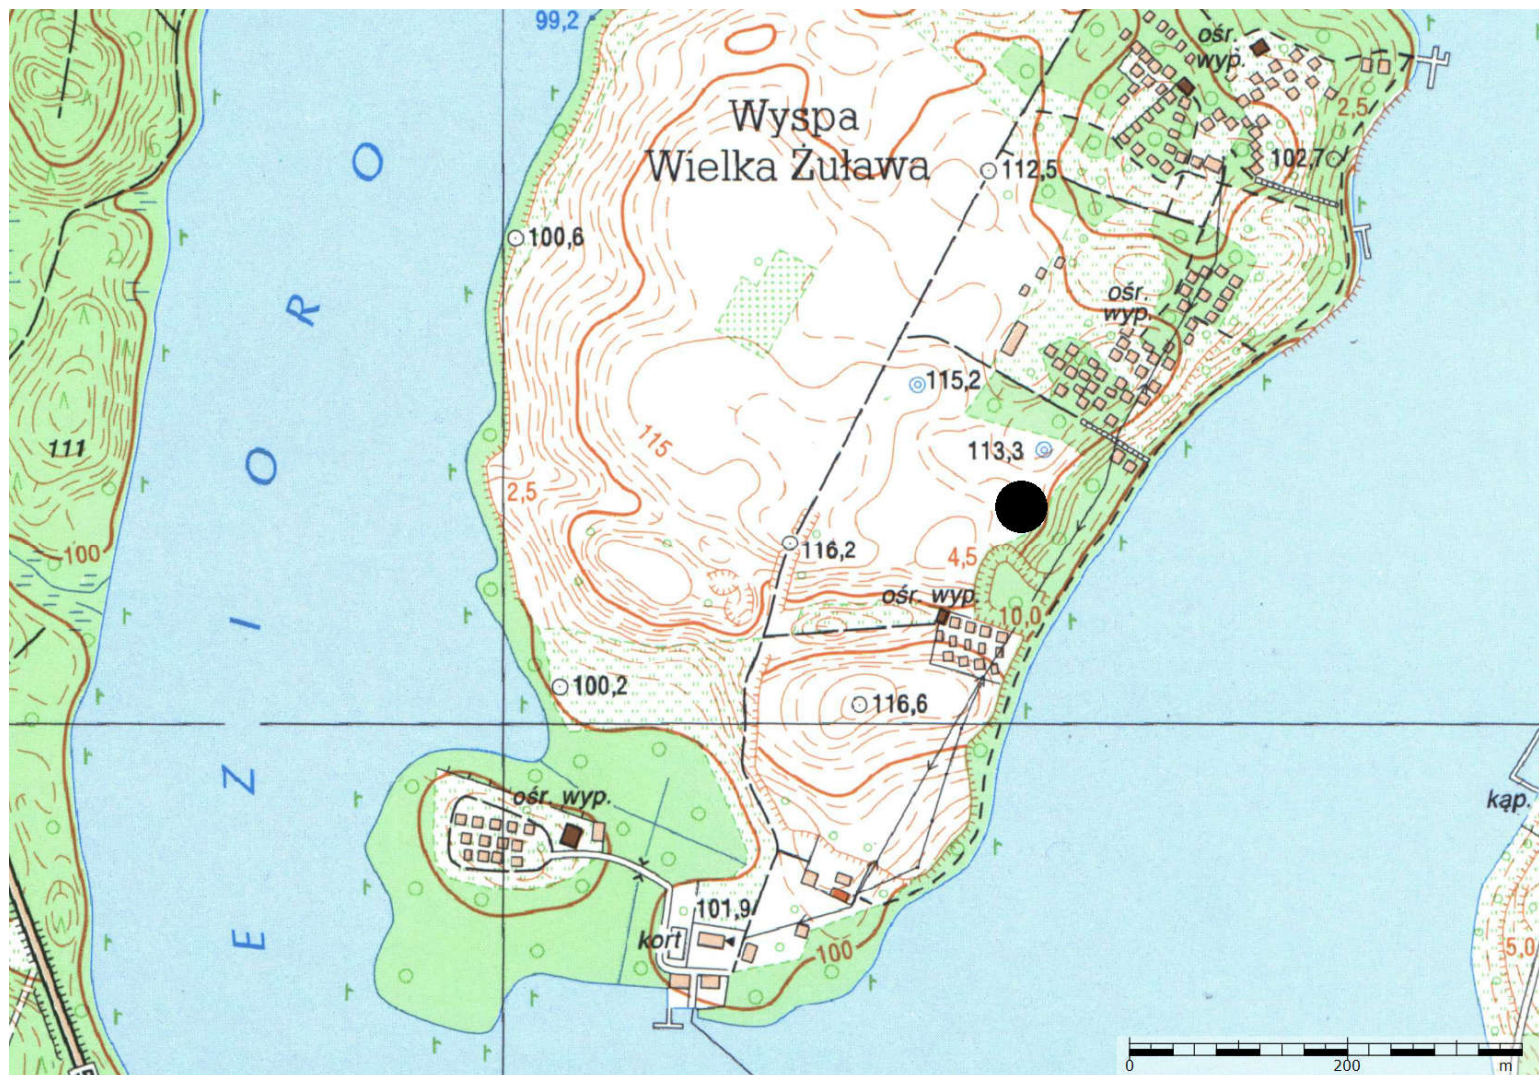 99,2
ośr.
wyp.
2,5
Wyspa
Wielka Żuława
102,7
112,5
100,6
ośr.
wyp.
115,2
115
113,3
111
2,5
116,2
4,5
100
ośr. wyp.
10,0
100,2
116,6
ośr. wyp.
kąp.
101,9
kort
100
5,0
J E Z I O R O
0
200
m